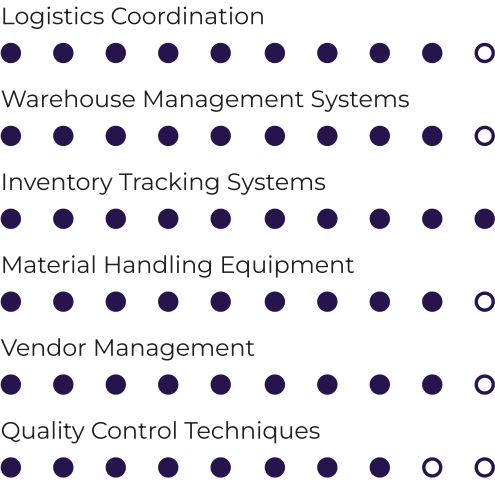 Logistics Coordination
Warehouse Management Systems
Inventory Tracking Systems
Material Handling Equipment
Vendor Management
Quality Control Techniques